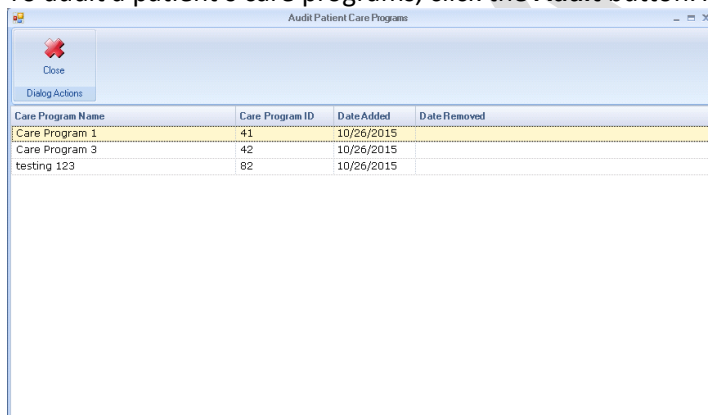 To audit a patient's care programs, click the Audit button.
Audit Patient Care Programs
Close
Dialog Actions
Care Program Name Care Program ID Date Added Date Removed
Care Program 1 41 10/26/2015
Care Program 3 42 10/26/2015
testing 123 82 10/26/2015